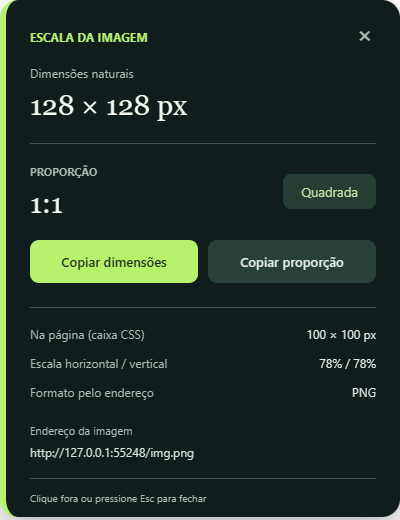 ESCALA DA IMAGEM ✕
Dimensões naturais
128 × 128 px
PROPORÇÃO
1:1
Quadrada
Copiar dimensões
Copiar proporção
Na página (caixa CSS) 100 × 100 px
Escala horizontal / vertical 78% / 78%
Formato pelo endereço PNG
Endereço da imagem
http://127.0.0.1:55248/img.png
Clique fora ou pressione Esc para fechar